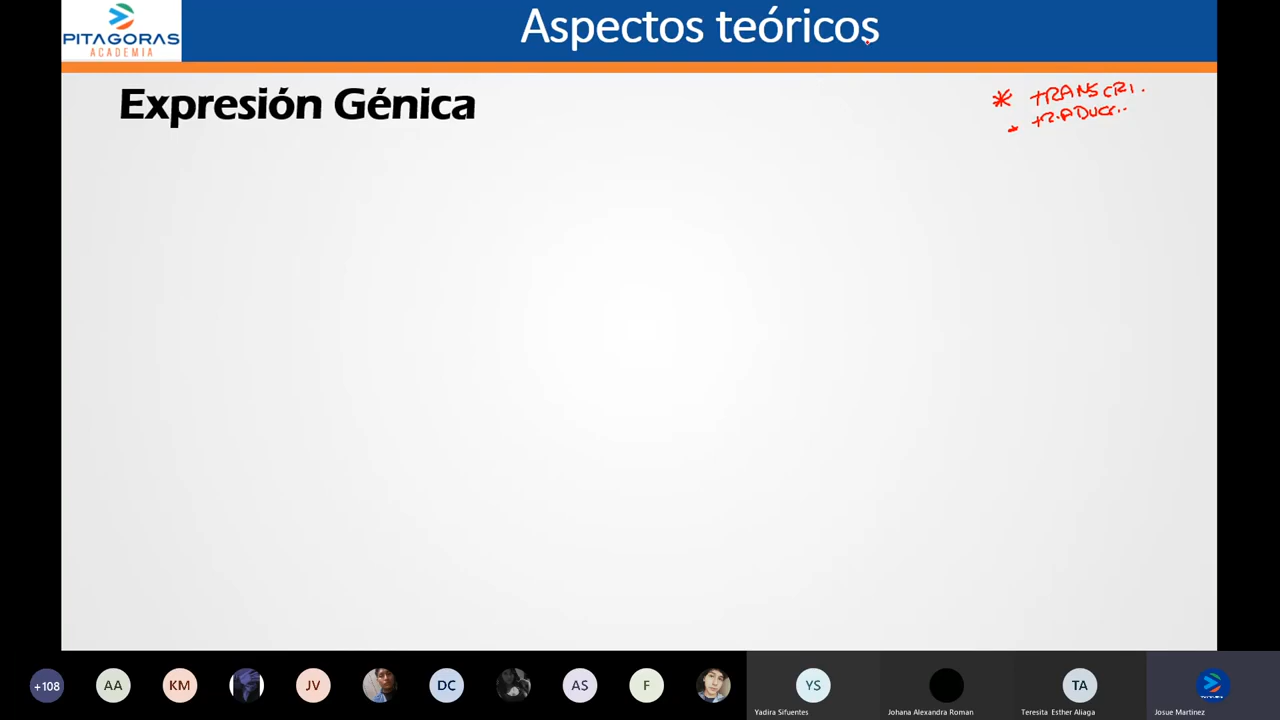 PITAGORAS
ACADEMIA
Aspectos teóricos
Expresión Génica
* TRANSCRI.
* TRADUCC..
+108
AA
KM
JV
DC
AS
F
YS
Yadira Sifuentes
Johana Alexandra Roman
TA
Teresita Esther Aliaga
Josue Martinez